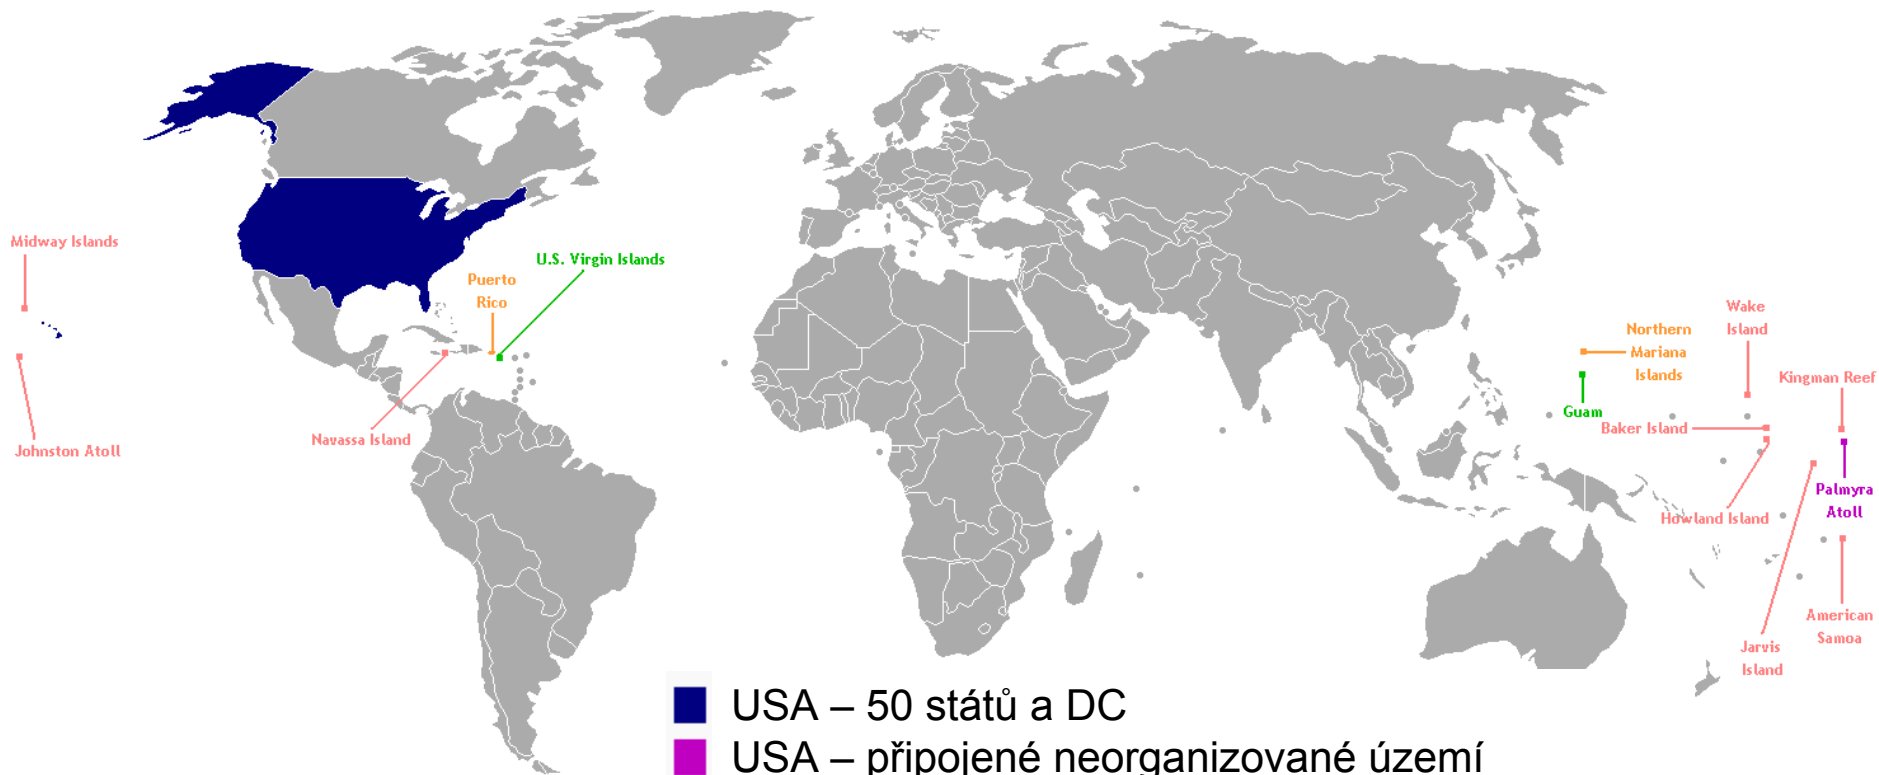 Midway Islands
Johnston Atoll
Navassa Island
Puerto
Rico
U.S. Virgin Islands
Northern
Mariana
Islands
Guam
Wake
Island
Kingman Reef
Baker Island
Howland Island
Palmyra
Atoll
American
Samoa
Jarvis
Island
USA – 50 států a DC
USA – připojené neorganizované území